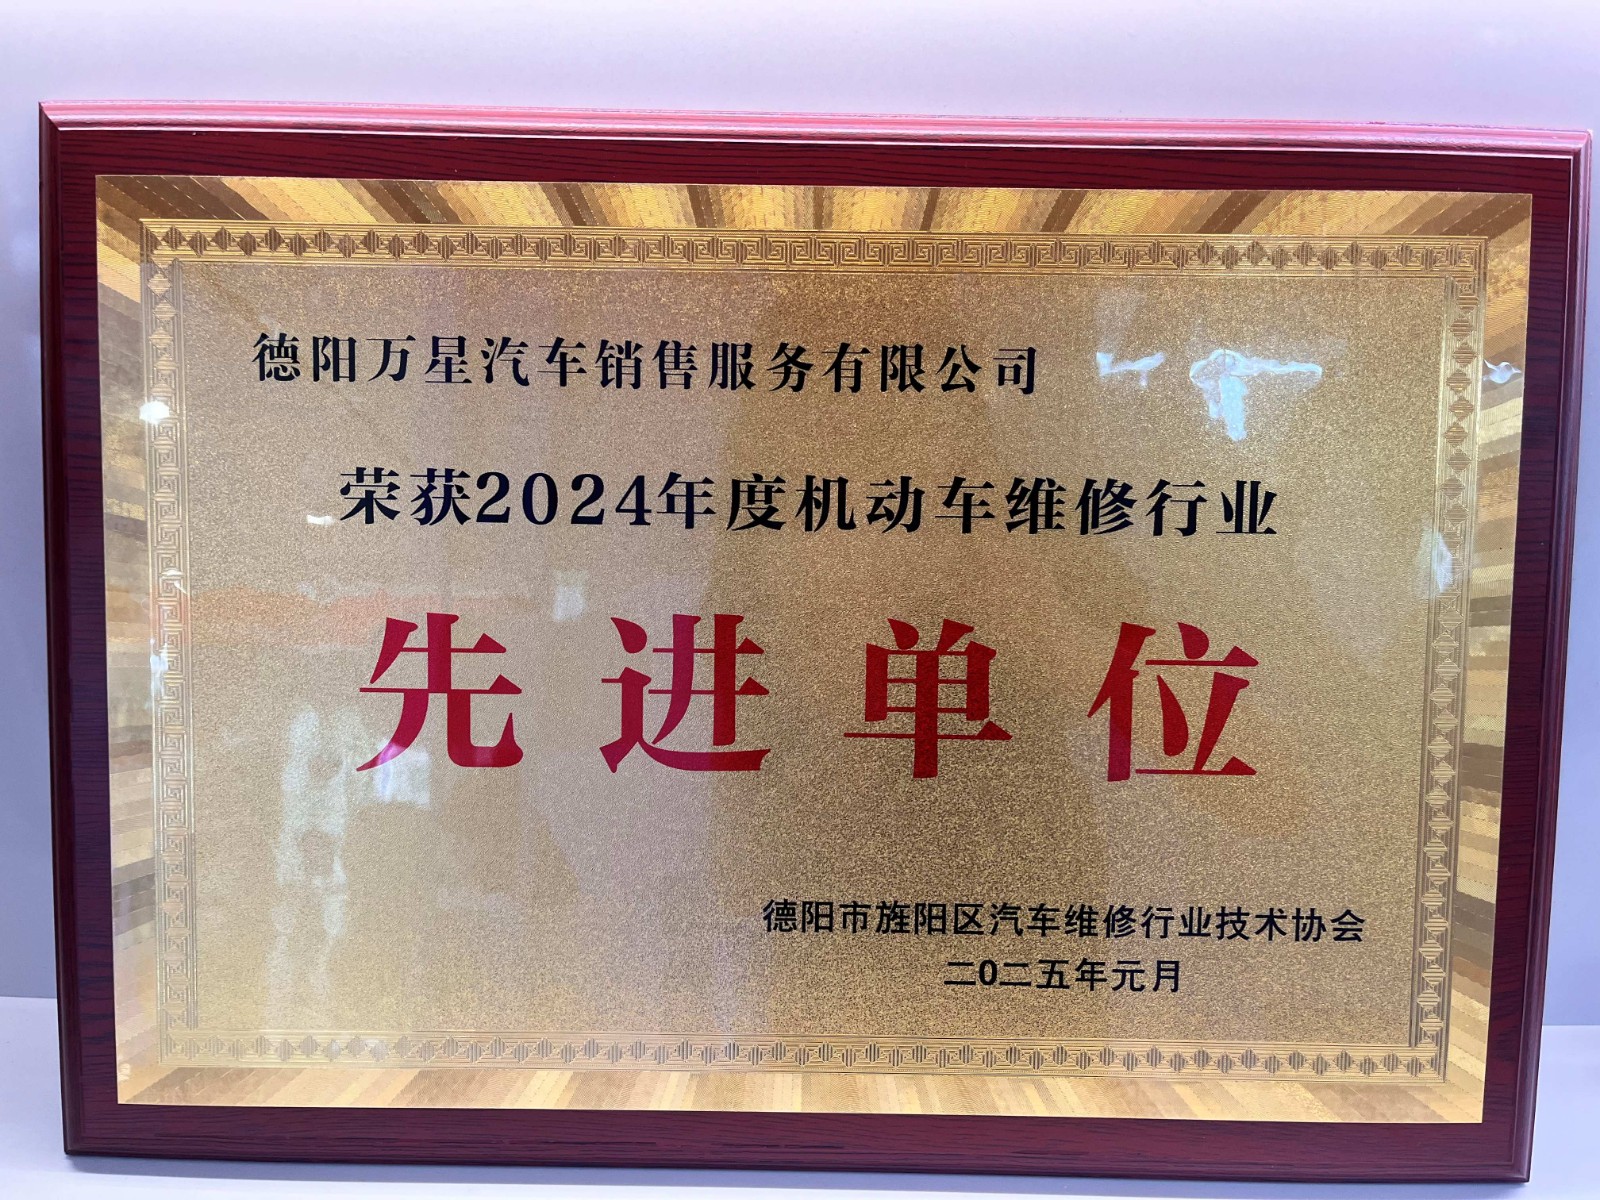 德阳万星汽车销售服务有限公司
荣获2024年度机动车维修行业
先进单位
德阳市旌阳区汽车维修行业技术协会
二0二五年元月